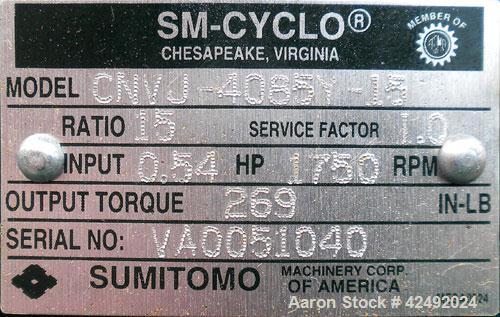 SM-CYCLO®
MEMBER OF
CHESAPEAKE, VIRGINIA
MODEL CNVJ-4085Y-15
RATIO 15 SERVICE FACTOR 1.0
INPUT 0.54 HP 1750 RPM
OUTPUT TORQUE 269 IN-LB
SERIAL NO: VA0051040
SUMITOMO MACHINERY CORP.
OF AMERICA
Aaron Stock # 42492024